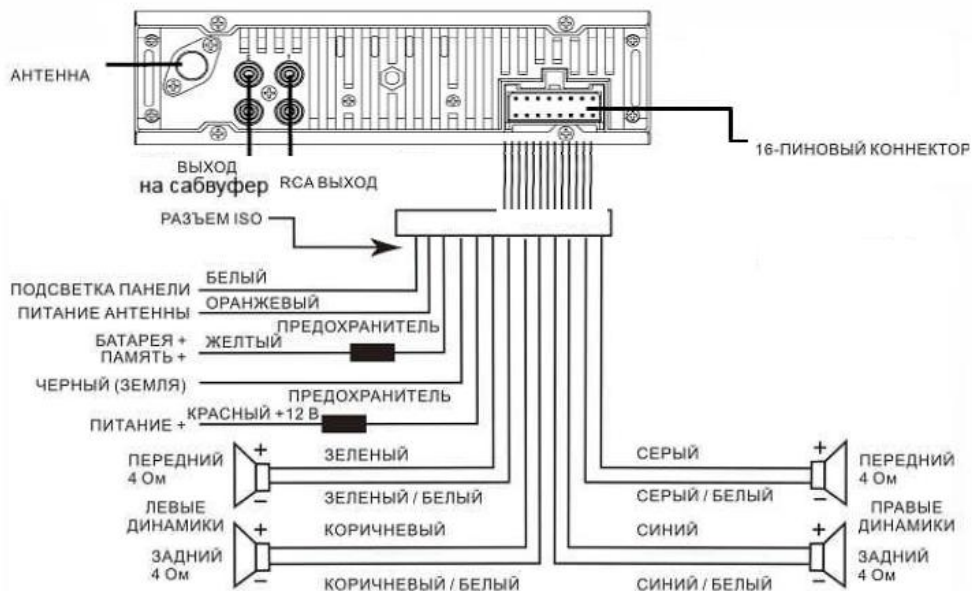 АНТЕННА
ВЫХОД
на сабвуфер
RCA ВЫХОД
16-ПИНОВЫЙ КОННЕКТОР
РАЗЪЕМ ISO
ПОДСВЕТКА ПАНЕЛИ
БЕЛЫЙ
ПИТАНИЕ АНТЕННЫ
ОРАНЖЕВЫЙ
БАТАРЕЯ +
ПАМЯТЬ +
ЖЕЛТЫЙ
ПРЕДОХРАНИТЕЛЬ
ЧЕРНЫЙ (ЗЕМЛЯ)
ПРЕДОХРАНИТЕЛЬ
ПИТАНИЕ +
КРАСНЫЙ +12 В
ПЕРЕДНИЙ
4 Ом
+
−
ЗЕЛЕНЫЙ
ЗЕЛЕНЫЙ / БЕЛЫЙ
ЛЕВЫЕ
ДИНАМИКИ
ЗАДНИЙ
4 Ом
+
−
КОРИЧНЕВЫЙ
КОРИЧНЕВЫЙ / БЕЛЫЙ
СЕРЫЙ
СЕРЫЙ / БЕЛЫЙ
+
−
ПЕРЕДНИЙ
4 Ом
ПРАВЫЕ
ДИНАМИКИ
СИНИЙ
СИНИЙ / БЕЛЫЙ
+
−
ЗАДНИЙ
4 Ом